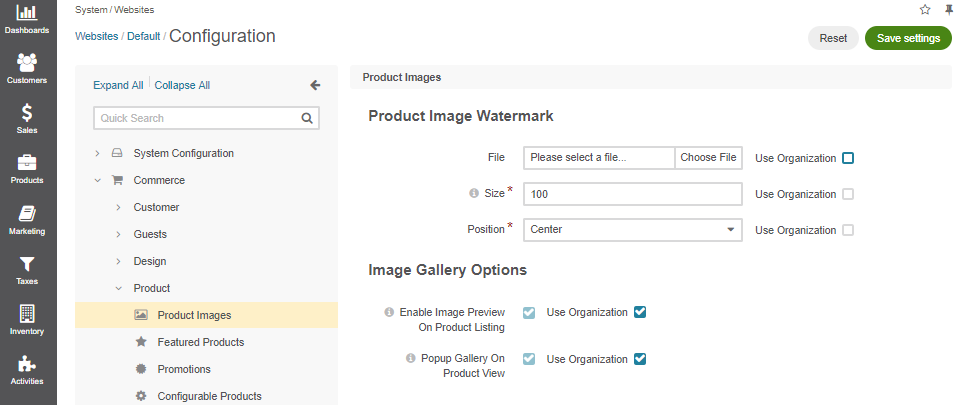 Dashboards
Customers
Sales
Products
Marketing
Taxes
Inventory
Activities
System / Websites
Websites / Default / Configuration
Reset
Save settings
Expand All
Collapse All
Quick Search
System Configuration
Commerce
Customer
Guests
Design
Product
Product Images
Featured Products
Promotions
Configurable Products
Product Images
Product Image Watermark
File Please select a file... Choose File Use Organization
Size * 100 Use Organization
Position * Center Use Organization
Image Gallery Options
Enable Image Preview Use Organization
On Product Listing
Popup Gallery On Use Organization
Product View